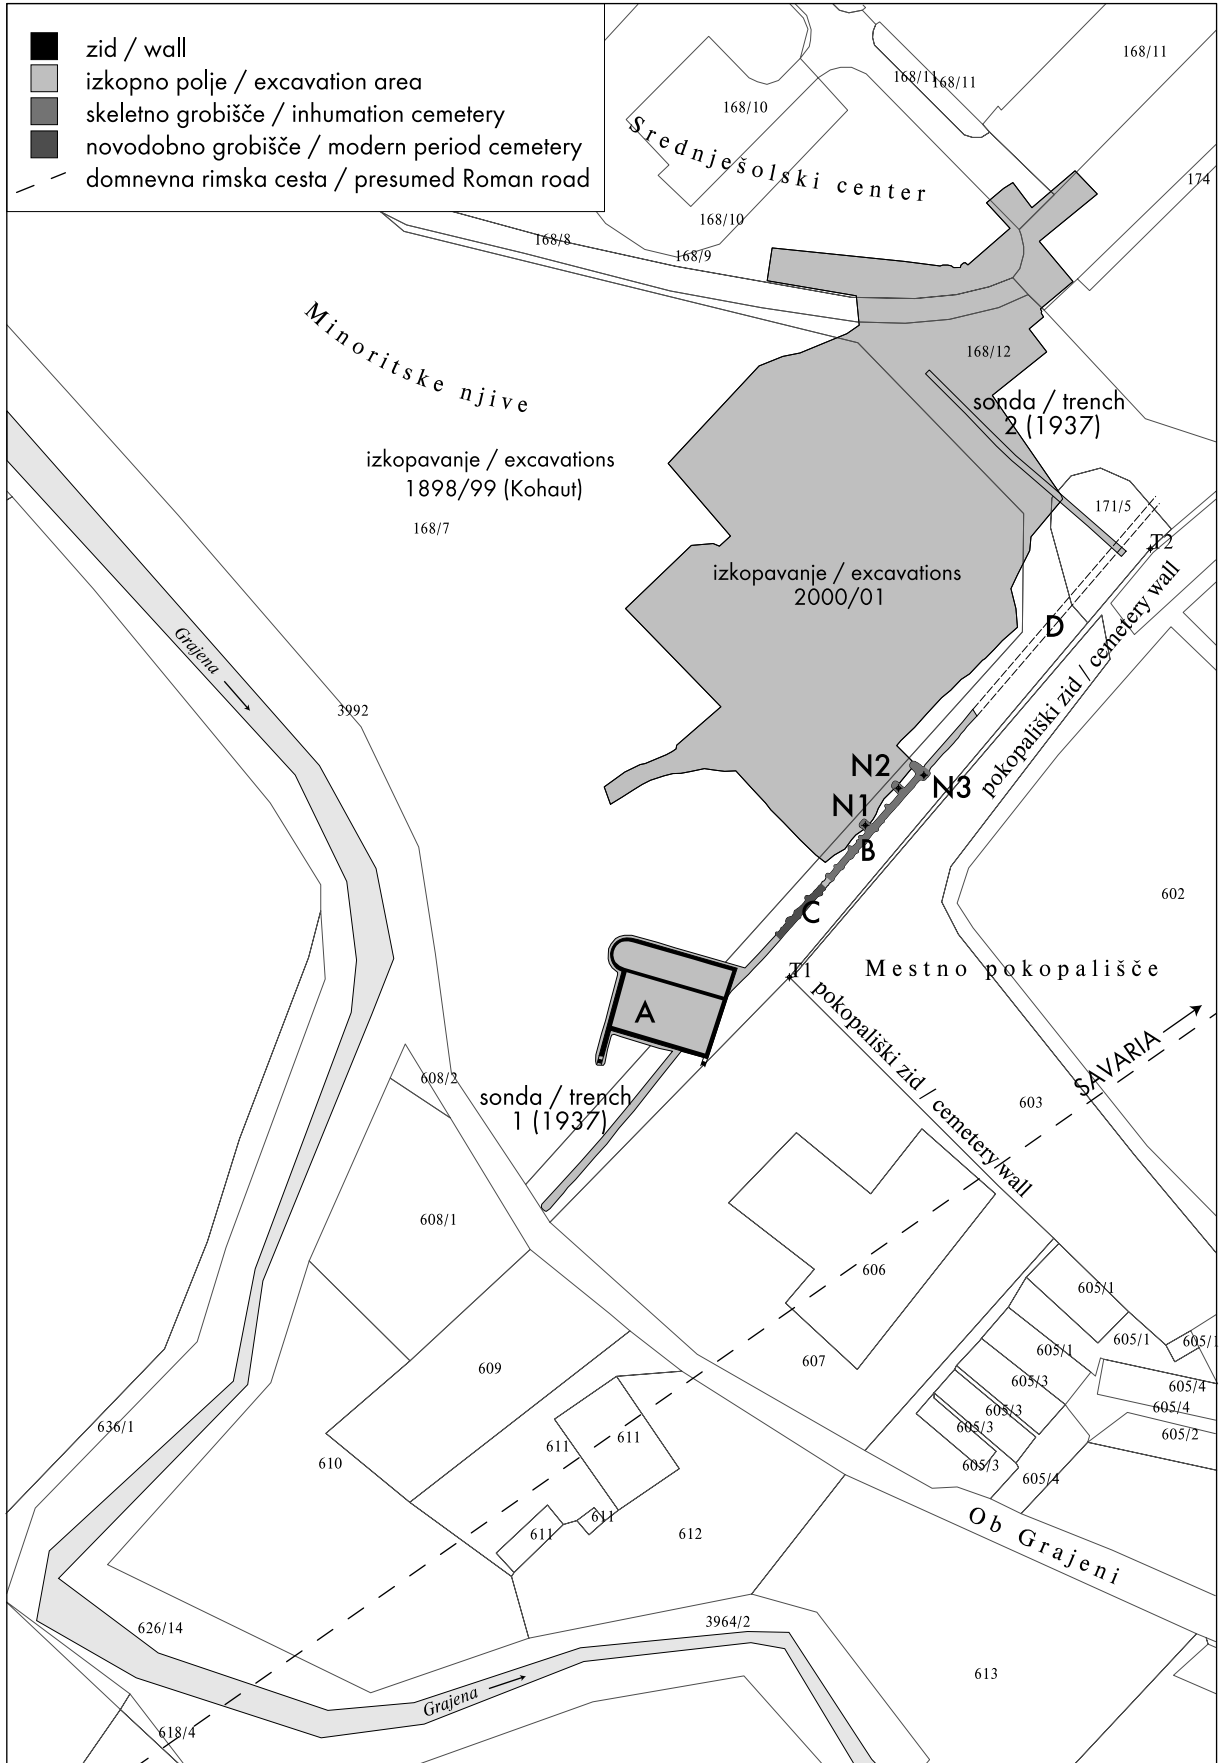 zid / wall
izkopno polje / excavation area
skeletno grobišče / inhumation cemetery
novodobno grobišče / modern period cemetery
domnevna rimska cesta / presumed Roman road
168/11
168/11
168/11
168/10
Srednješolski center
174
168/10
168/8
168/9
Minoritske njive
168/12
sonda / trench
2 (1937)
izkopavanje / excavations
1898/99 (Kohaut)
168/7
171/5
T2
izkopavanje / excavations
2000/01
D
pokopališki zid / cemetery wall
Grajena
3992
N2
N3
N1
B
602
C
Mestno pokopališče
T1
A
pokopališki zid / cemetery wall
SAVARIA
608/2
sonda / trench
1 (1937)
603
608/1
606
605/1
605/1
605/1
605/1
607
609
605/3
605/4
605/3
605/4
605/3
605/2
636/1
611
611
610
605/3
605/4
611
611
612
Ob Grajeni
626/14
3964/2
613
Grajena
618/4